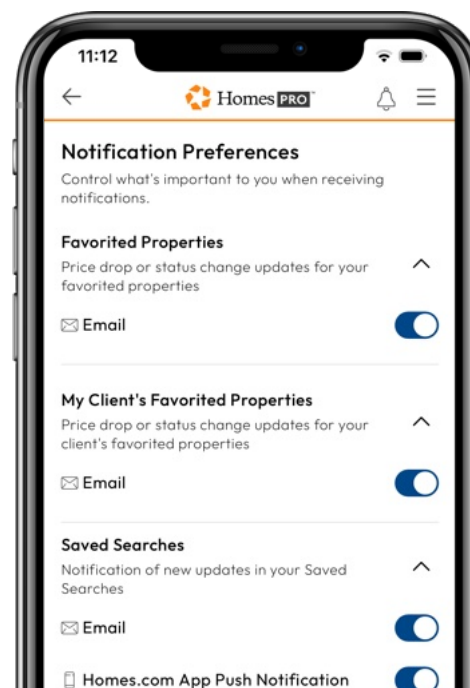 11:12
Homes PRO™
Notification Preferences
Control what's important to you when receiving
notifications.
Favorited Properties
Price drop or status change updates for your
favorited properties
Email
My Client's Favorited Properties
Price drop or status change updates for your
client's favorited properties
Email
Saved Searches
Notification of new updates in your Saved
Searches
Email
Homes.com App Push Notification